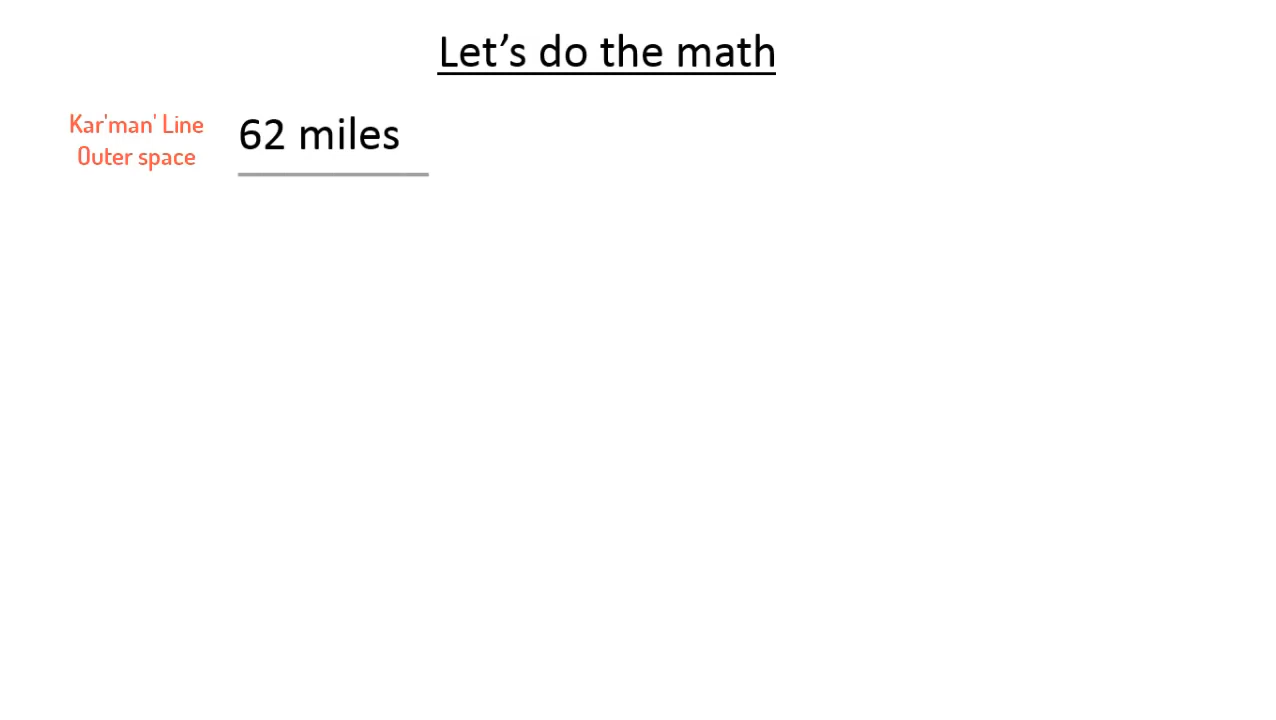 Let’s do the math
Kar'man' Line
Outer space
62 miles